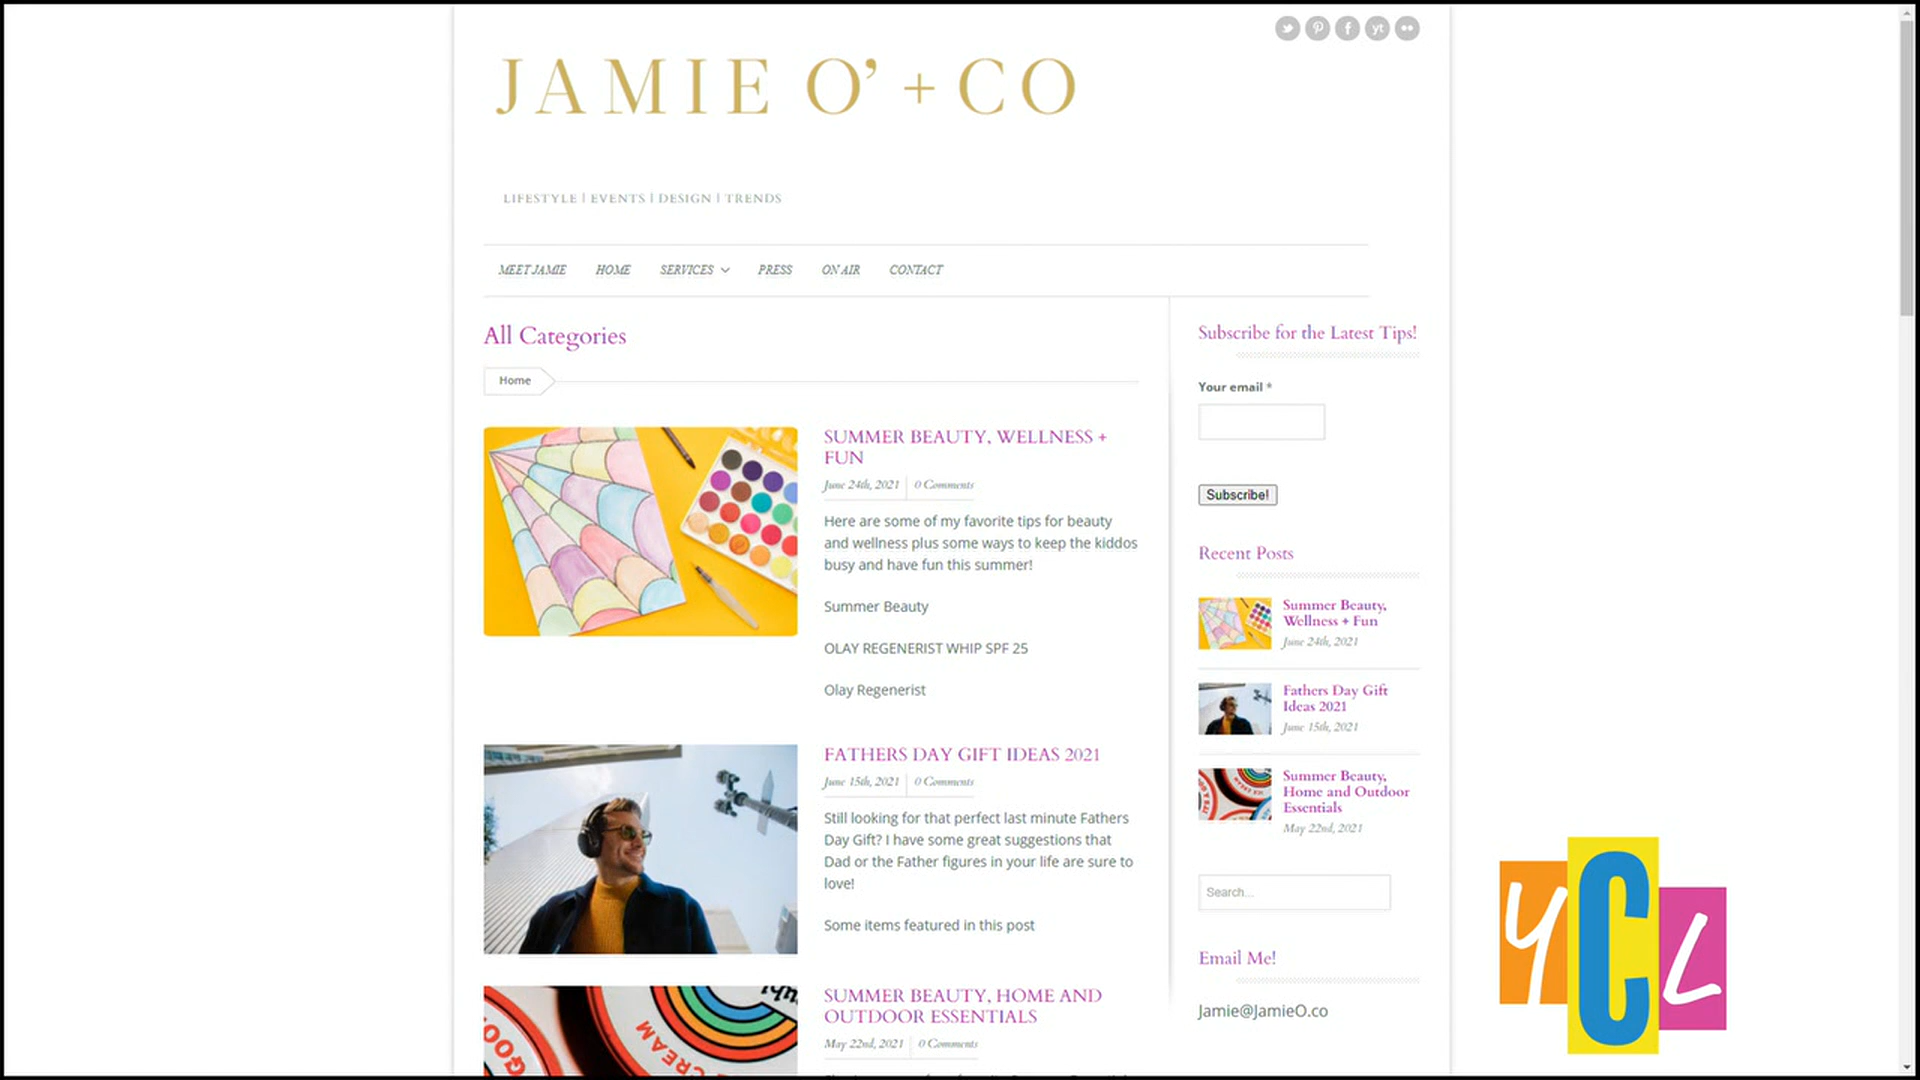 JAMIE O’ + CO
LIFESTYLE | EVENTS | DESIGN | TRENDS
MEET JAMIE HOME SERVICES PRESS ON AIR CONTACT
All Categories
Home
SUMMER BEAUTY, WELLNESS +
FUN
June 24th, 2021 0 Comments
Here are some of my favorite tips for beauty
and wellness plus some ways to keep the kiddos
busy and have fun this summer!
Summer Beauty
OLAY REGENERIST WHIP SPF 25
Olay Regenerist
FATHERS DAY GIFT IDEAS 2021
June 15th, 2021 0 Comments
Still looking for that perfect last minute Fathers
Day Gift? I have some great suggestions that
Dad or the Father figures in your life are sure to
love!
Some items featured in this post
SUMMER BEAUTY, HOME AND
OUTDOOR ESSENTIALS
May 22nd, 2021 0 Comments
Subscribe for the Latest Tips!
Your email *
Subscribe!
Recent Posts
Summer Beauty,
Wellness + Fun
June 24th, 2021
Fathers Day Gift
Ideas 2021
June 15th, 2021
Summer Beauty,
Home and Outdoor
Essentials
May 22nd, 2021
Search...
Email Me!
Jamie@JamieO.co
YCL